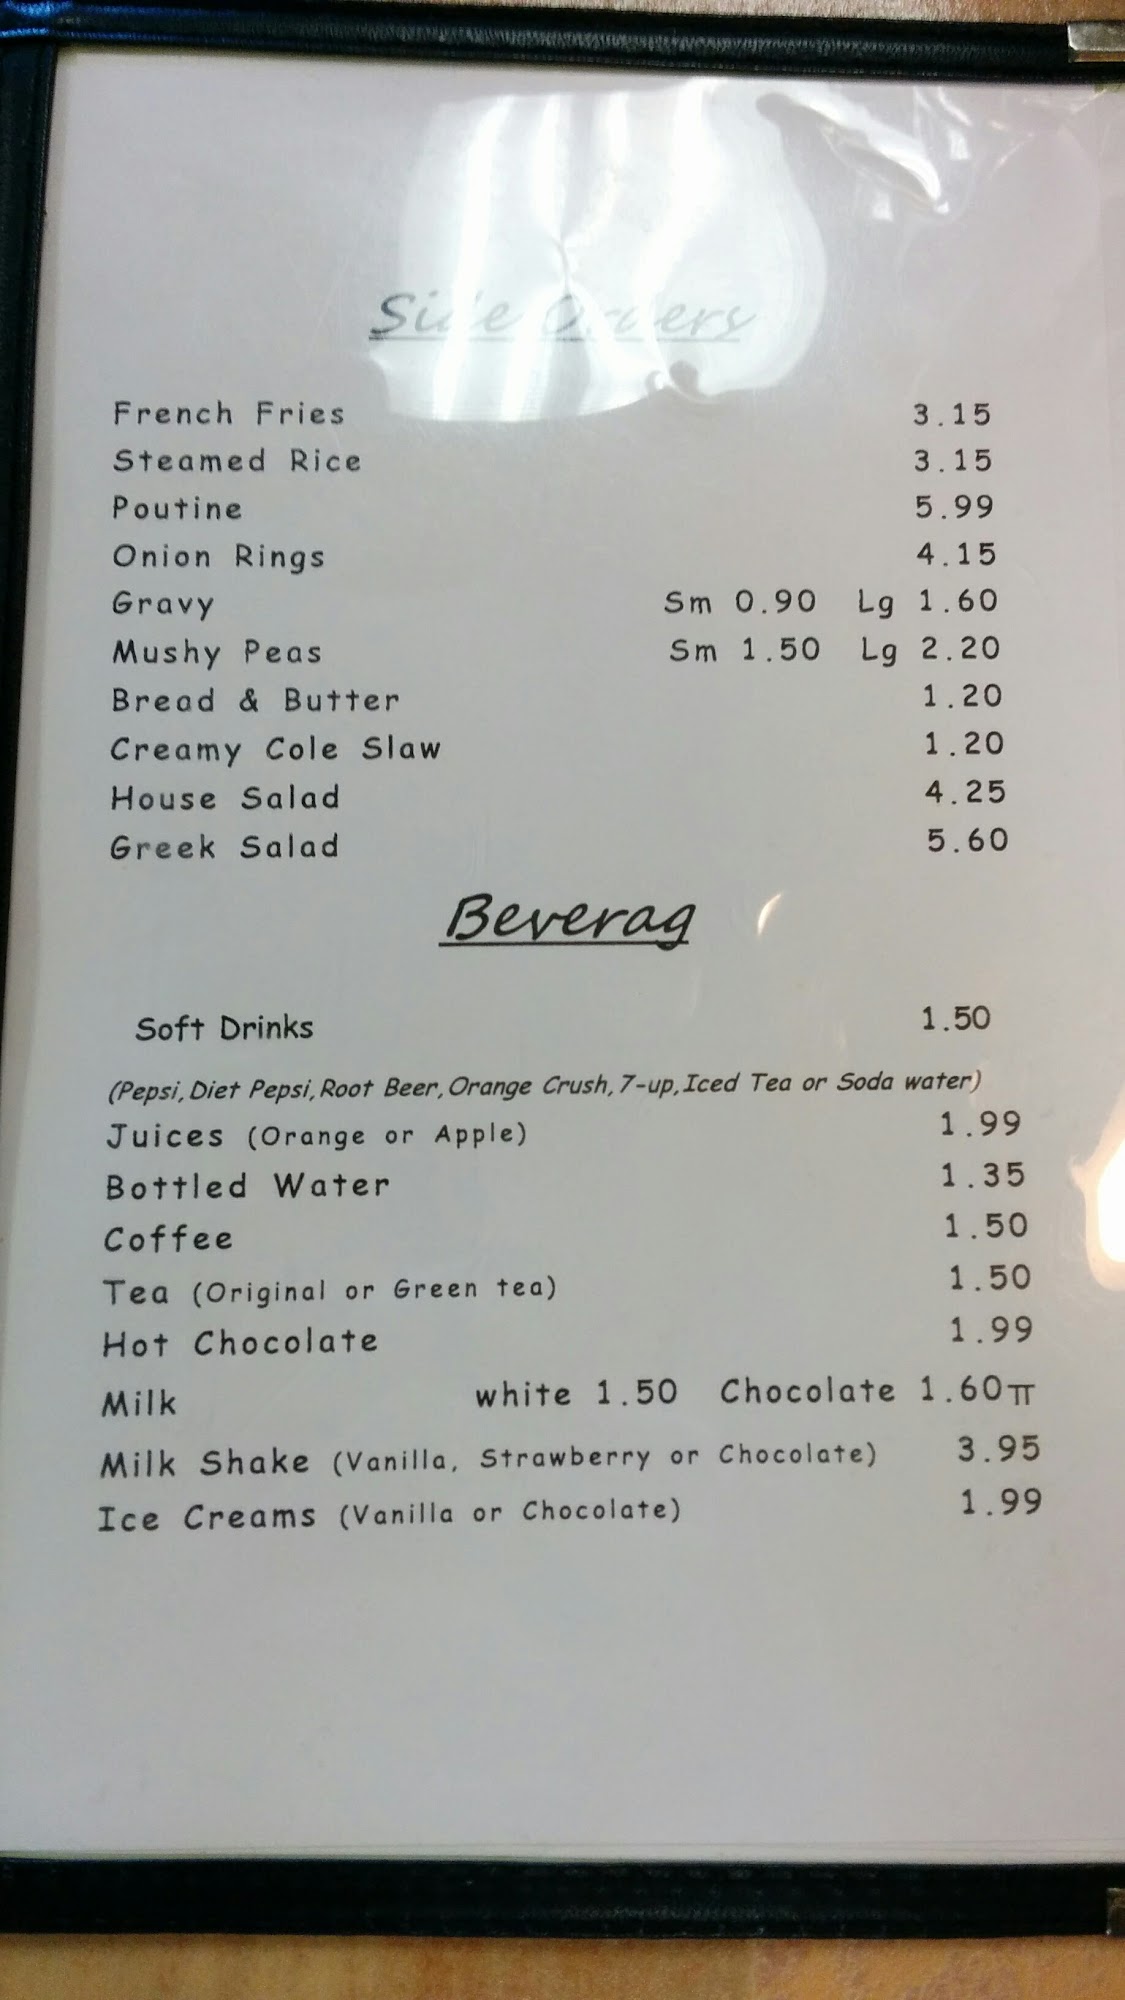 Side Orders
French Fries 3.15
Steamed Rice 3.15
Poutine 5.99
Onion Rings 4.15
Gravy Sm 0.90 Lg 1.60
Mushy Peas Sm 1.50 Lg 2.20
Bread & Butter 1.20
Creamy Cole Slaw 1.20
House Salad 4.25
Greek Salad 5.60
Beverag
Soft Drinks 1.50
(Pepsi, Diet Pepsi, Root Beer, Orange Crush, 7-up, Iced Tea or Soda water)
Juices (Orange or Apple) 1.99
Bottled Water 1.35
Coffee 1.50
Tea (Original or Green tea) 1.50
Hot Chocolate 1.99
Milk white 1.50 Chocolate 1.60π
Milk Shake (Vanilla, Strawberry or Chocolate) 3.95
Ice Creams (Vanilla or Chocolate) 1.99